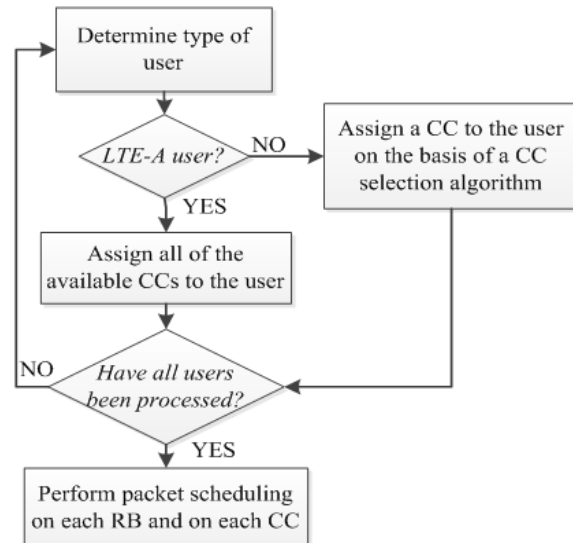 Determine type of
user
LTE-A user?
NO
Assign a CC to the user
on the basis of a CC
selection algorithm
YES
Assign all of the
available CCs to the user
NO
Have all users
been processed?
YES
Perform packet scheduling
on each RB and on each CC